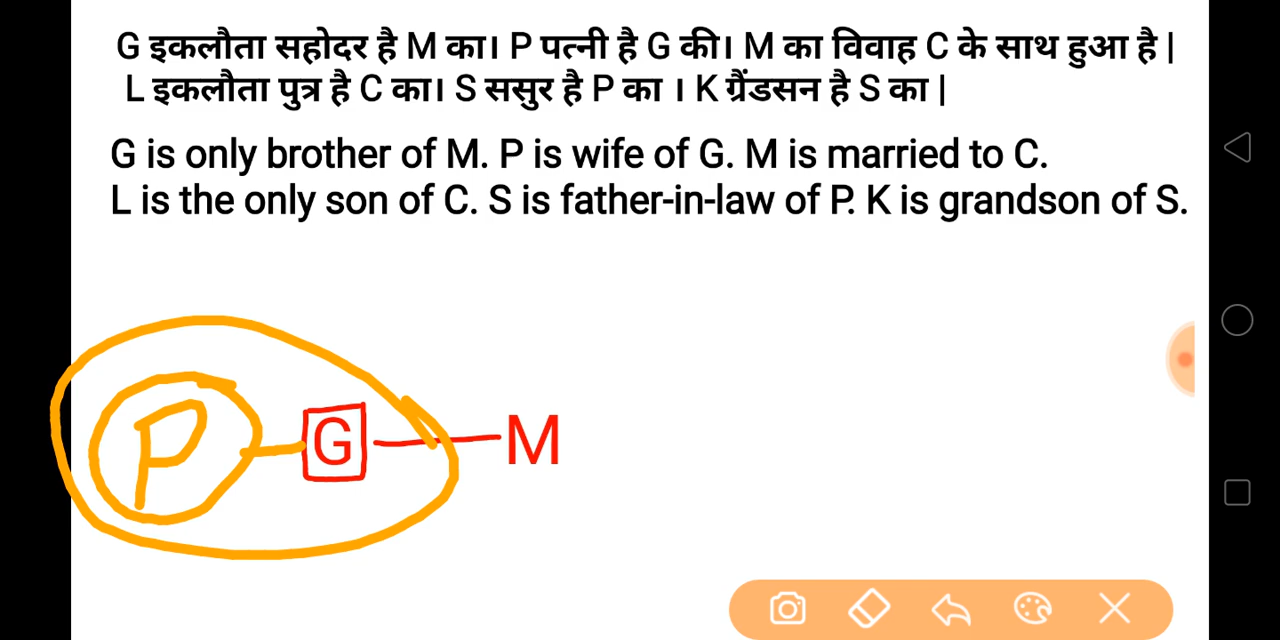 G इकलौता सहोदर है M का। P पत्नी है G की। M का विवाह C के साथ हुआ है |
L इकलौता पुत्र है C का। S ससुर है P का । K ग्रैंडसन है S का |
G is only brother of M. P is wife of G. M is married to C.
L is the only son of C. S is father-in-law of P. K is grandson of S.
P G M